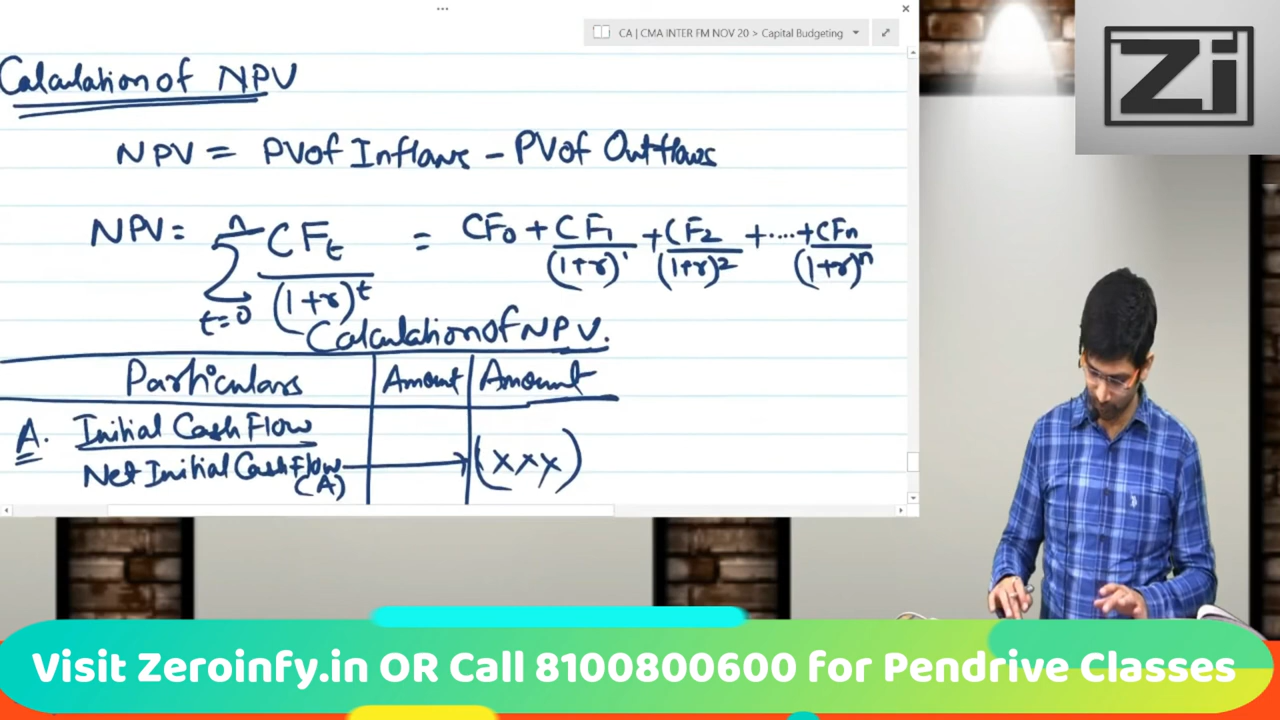 CA | CMA INTER FM NOV 20 > Capital Budgeting
Zi
Calculation of NPV
NPV = PV of Inflows - PV of Outflows
NPV = n Σ t=0 CFt / (1+r)^t = CF0 + CF1 / (1+r)^1 + CF2 / (1+r)^2 + .... + CFn / (1+r)^n
Calculation of NPV.
Particulars Amount Amount
A. Initial Cash Flow
Net Initial Cash Flow (A) (xxx)
Visit Zeroinfy.in OR Call 8100800600 for Pendrive Classes